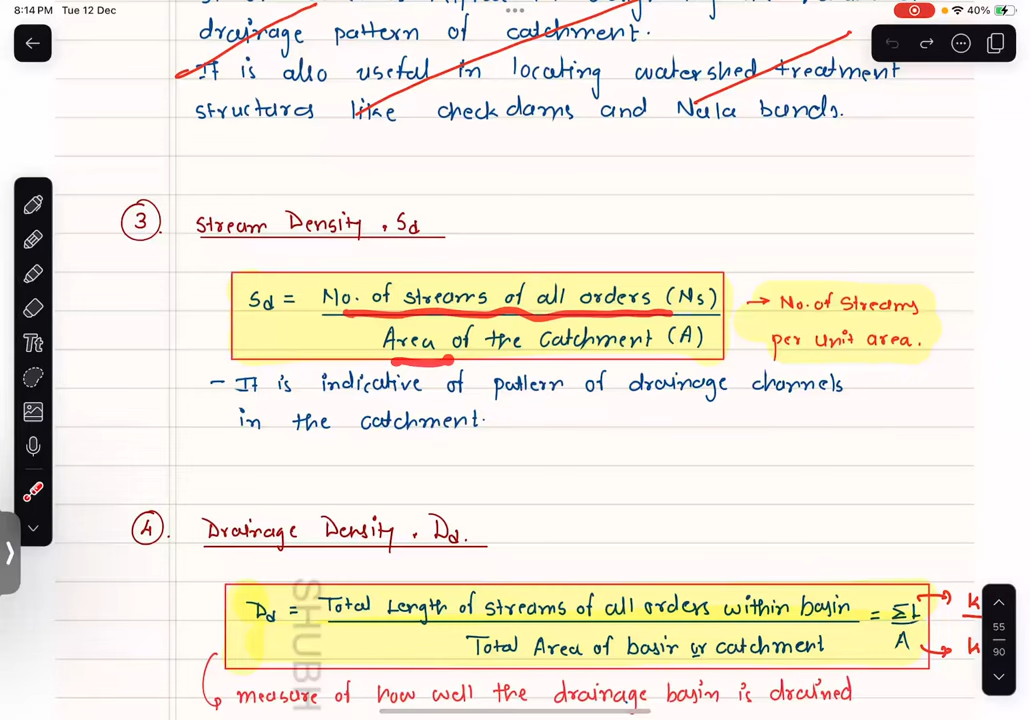 8:14 PM Tue 12 Dec
40%
drainage pattern of catchment.
- It is also useful in locating watershed treatment
structures like check dams and Nala bunds.
3. Stream Density, Sd
Sd = No. of streams of all orders (Ns)
Area of the Catchment (A)
→ No. of Streams
per unit area.
- It is indicative of pattern of drainage channels
in the catchment.
4. Drainage Density, Dd.
Dd = Total Length of streams of all orders within basin = ΣL → k
Total Area of basin or catchment A → k
measure of how well the drainage basin is drained
SHUBH
Tt
55
90